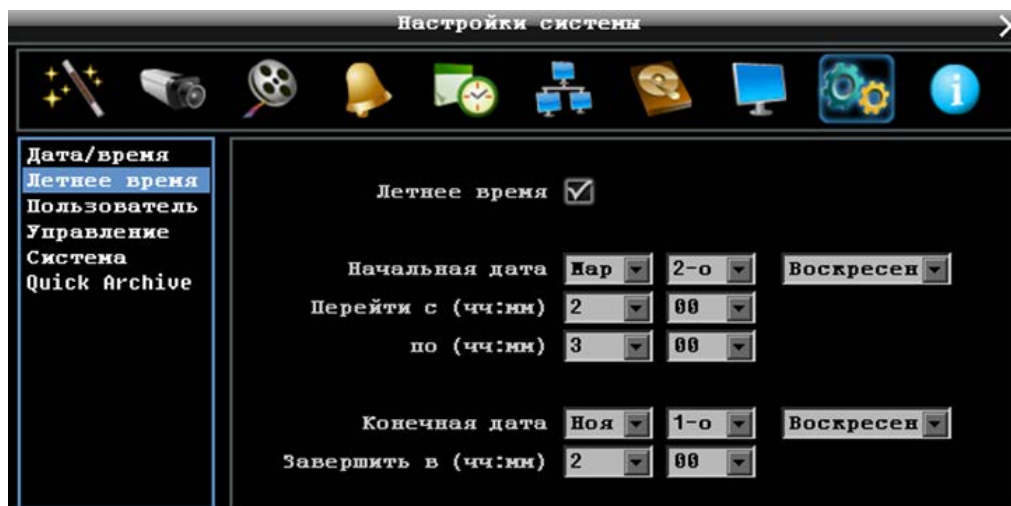 Настройки системы
Дата/время
Летнее время
Пользователь
Управление
Система
Quick Archive
Летнее время
Начальная дата Мар 2-о Воскресен
Перейти с (чч:мм) 2 00
по (чч:мм) 3 00
Конечная дата Ноя 1-о Воскресен
Завершить в (чч:мм) 2 00